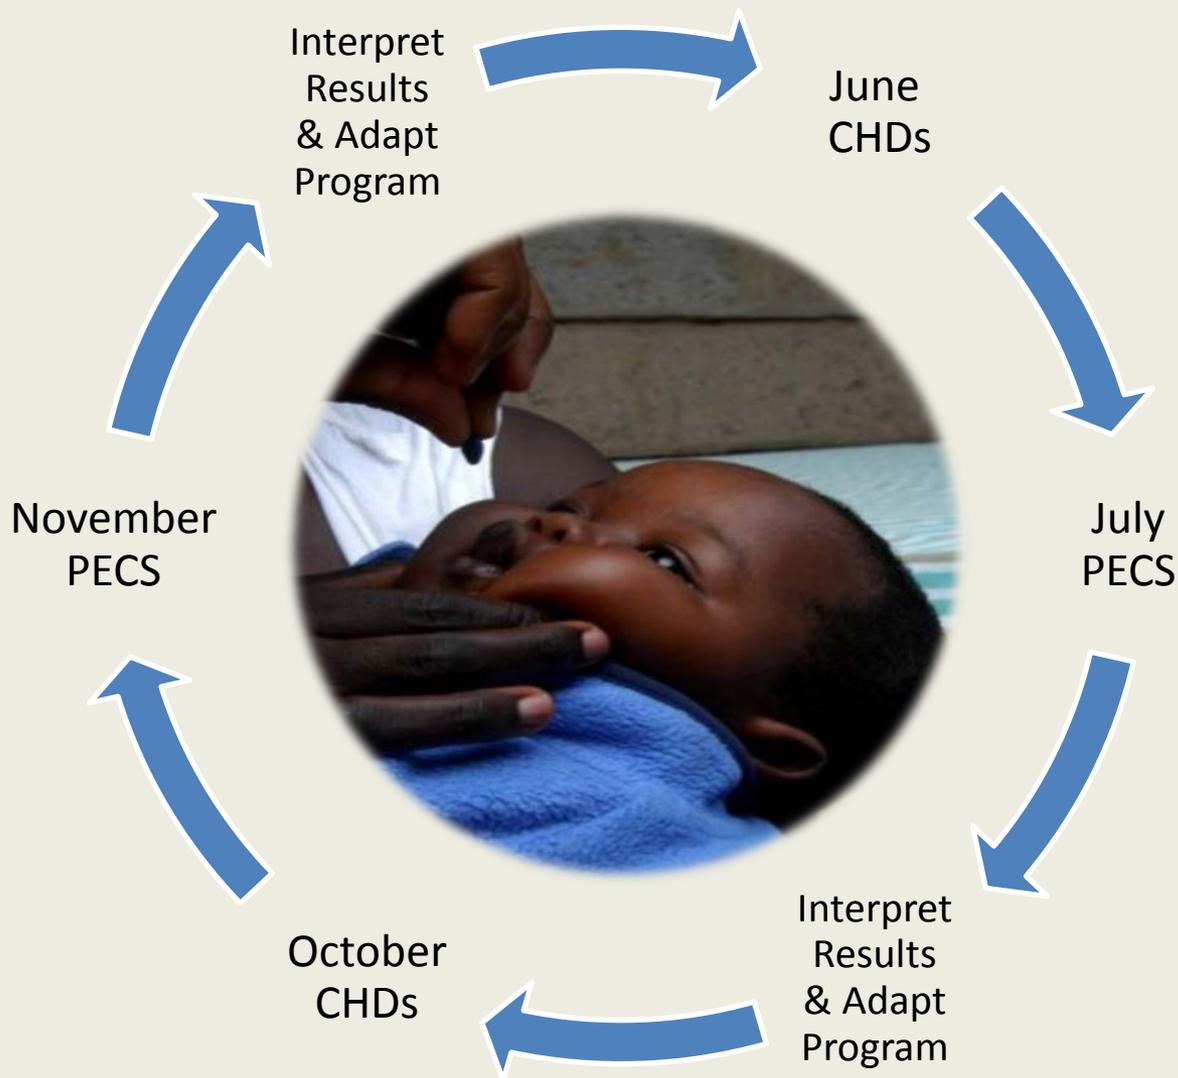 Interpret
Results
& Adapt
Program
June
CHDs
July
PECS
Interpret
Results
& Adapt
Program
October
CHDs
November
PECS